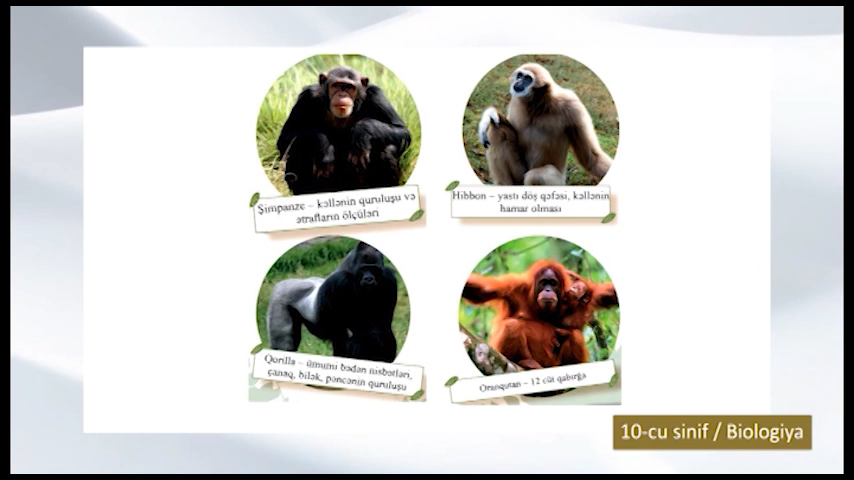 Şimpanze – kəllənin quruluşu və
ətrafların ölçüləri
Hibbon – yastı döş qəfəsi, kəllənin
hamar olması
Qorilla – ümumi bədən nisbətləri,
çanaq, bilək, pəncənin quruluşu
Oranqutan – 12 cüt qabırğa
10-cu sinif / Biologiya